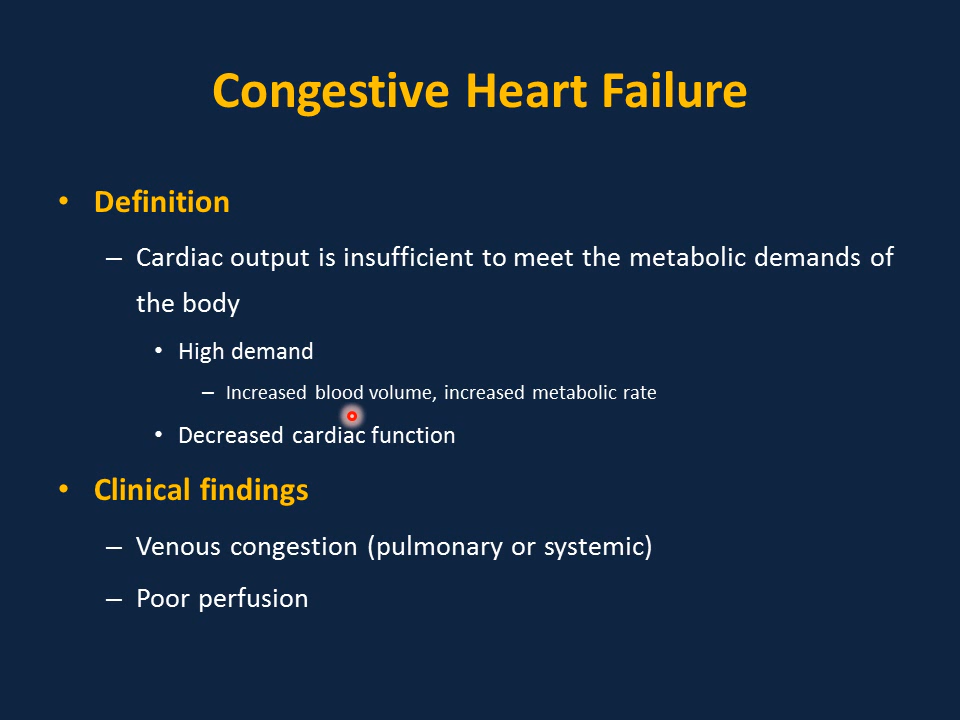 Congestive Heart Failure
• Definition
– Cardiac output is insufficient to meet the metabolic demands of
the body
• High demand
– Increased blood volume, increased metabolic rate
• Decreased cardiac function
• Clinical findings
– Venous congestion (pulmonary or systemic)
– Poor perfusion